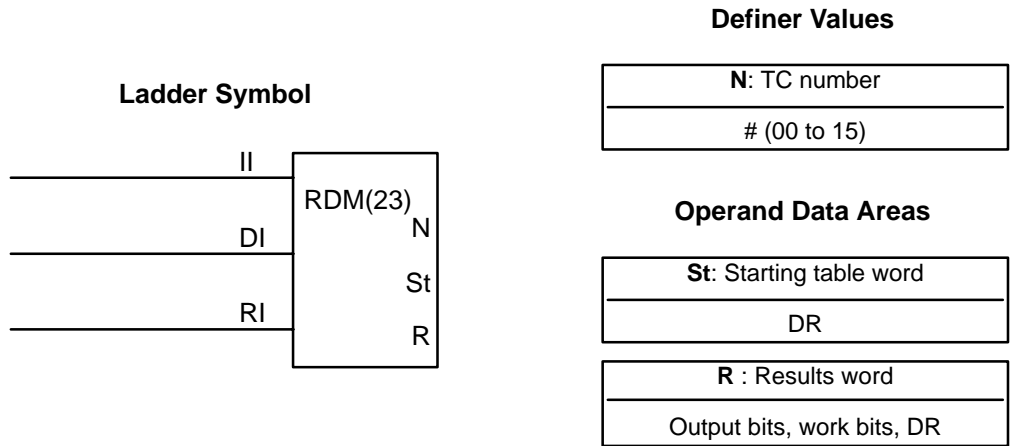 Ladder Symbol
II
DI
RI
RDM(23)
N
St
R
Definer Values
N: TC number
# (00 to 15)
Operand Data Areas
St: Starting table word
DR
R : Results word
Output bits, work bits, DR